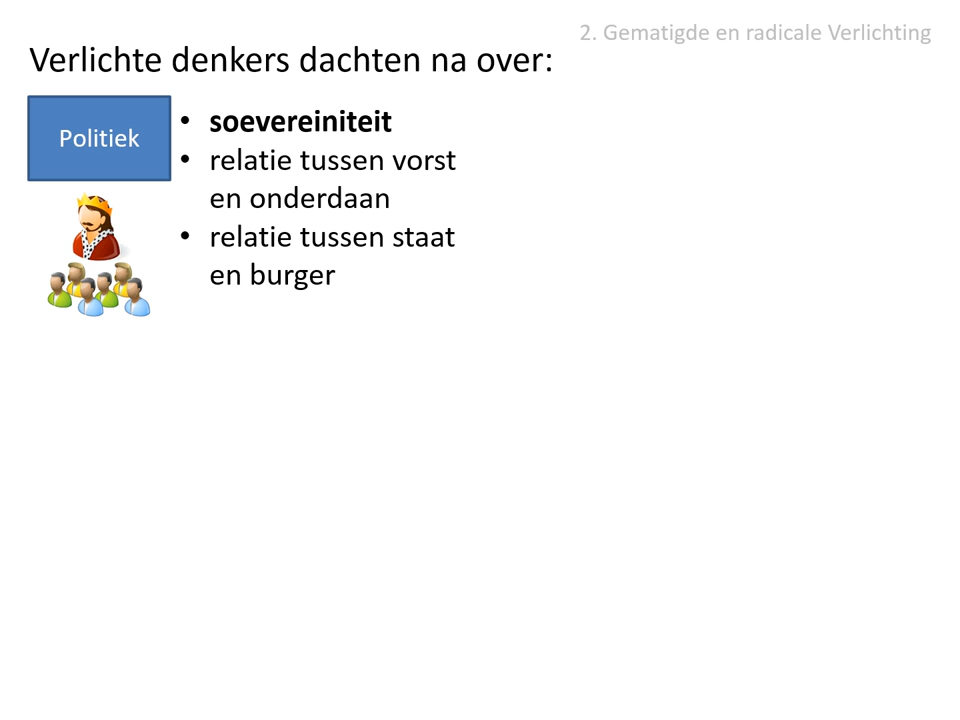 2. Gematigde en radicale Verlichting
Verlichte denkers dachten na over:
Politiek
• soevereiniteit
• relatie tussen vorst
en onderdaan
• relatie tussen staat
en burger